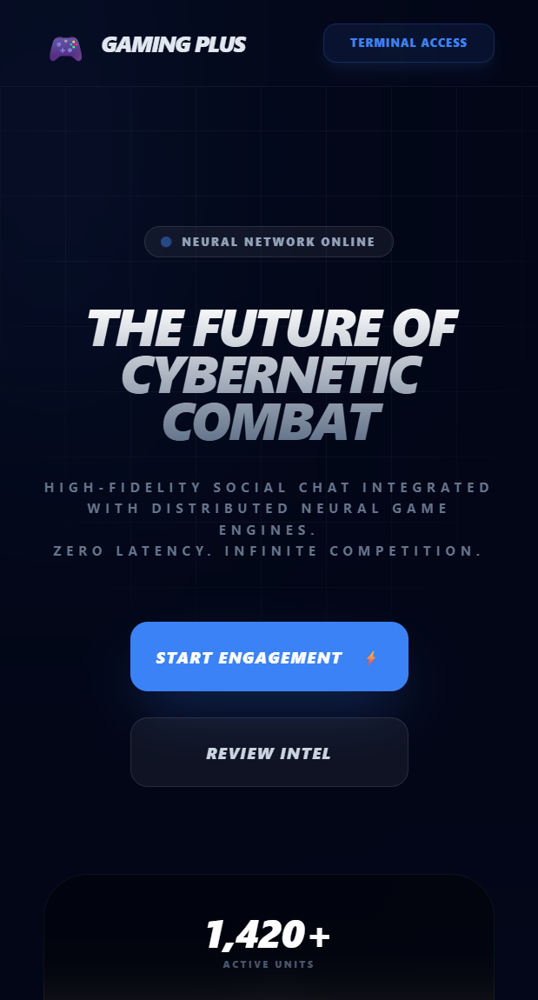 GAMING PLUS
TERMINAL ACCESS
NEURAL NETWORK ONLINE
THE FUTURE OF
CYBERNETIC
COMBAT
HIGH-FIDELITY SOCIAL CHAT INTEGRATED
WITH DISTRIBUTED NEURAL GAME
ENGINES.
ZERO LATENCY. INFINITE COMPETITION.
START ENGAGEMENT
REVIEW INTEL
1,420+
ACTIVE UNITS